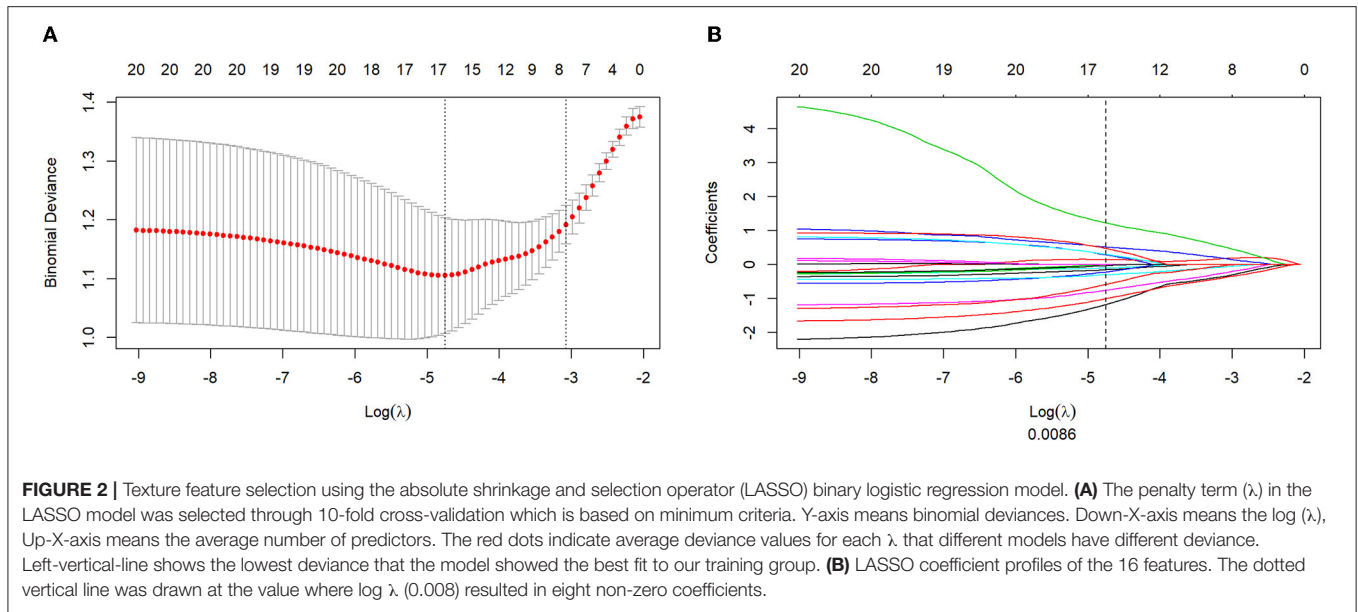 A
20 20 20 20 19 19 20 18 17 17 15 12 9 8 7 4 0
Binomial Deviance
1.4
1.3
1.2
1.1
1.0
-9 -8 -7 -6 -5 -4 -3 -2
Log(λ)
B
20 20 19 20 17 12 8 0
Coefficients
4
3
2
1
0
-1
-2
-9 -8 -7 -6 -5 -4 -3 -2
Log(λ)
0.0086
FIGURE 2 | Texture feature selection using the absolute shrinkage and selection operator (LASSO) binary logistic regression model. (A) The penalty term (λ) in the
LASSO model was selected through 10-fold cross-validation which is based on minimum criteria. Y-axis means binomial deviances. Down-X-axis means the log (λ),
Up-X-axis means the average number of predictors. The red dots indicate average deviance values for each λ that different models have different deviance.
Left-vertical-line shows the lowest deviance that the model showed the best fit to our training group. (B) LASSO coefficient profiles of the 16 features. The dotted
vertical line was drawn at the value where log λ (0.008) resulted in eight non-zero coefficients.